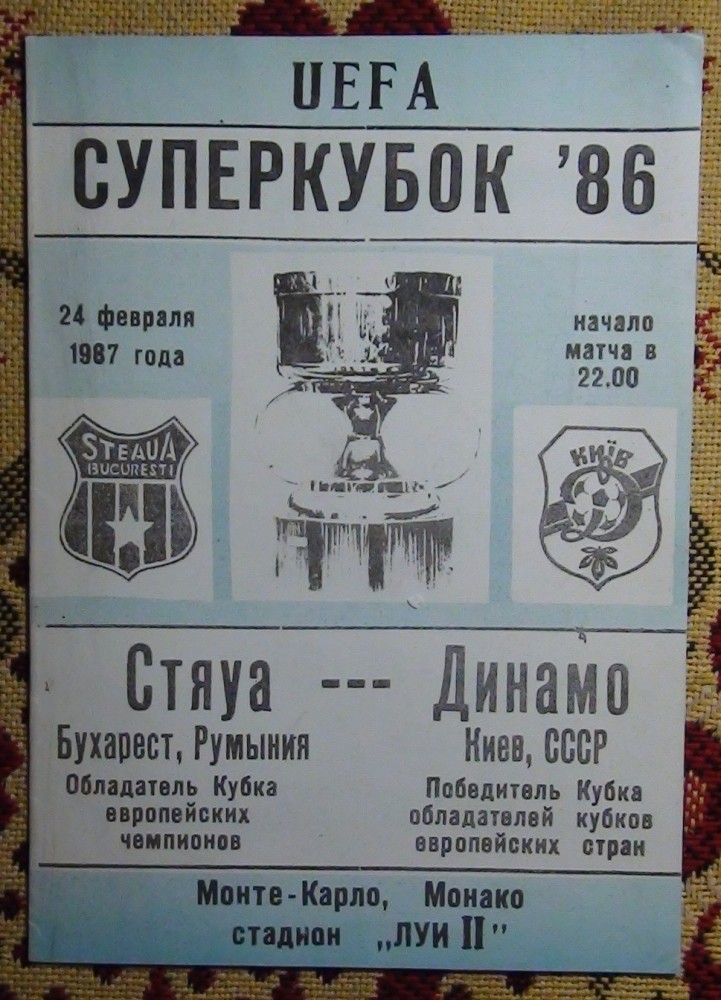 UEFA
СУПЕРКУБОК '86
24 февраля
1987 года
начало
матча в
22.00
STEAUA
BUCUREȘTI
КИЇВ
Д
Стяуа --- Динамо
Бухарест, Румыния
Киев, СССР
Обладатель Кубка
европейских
чемпионов
Победитель Кубка
обладателей кубков
европейских стран
Монте-Карло, Монако
стадион „ЛУИ II"